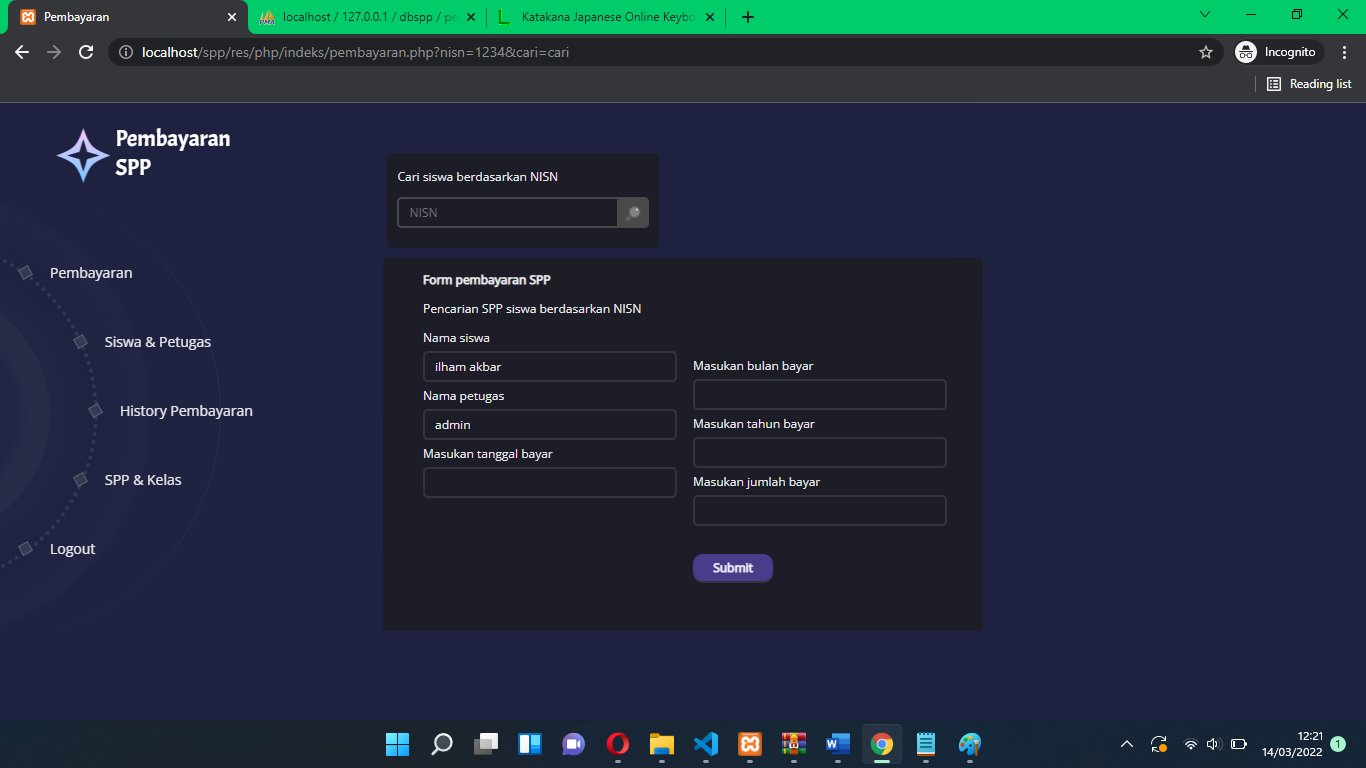 Pembayaran
localhost / 127.0.0.1 / dbspp / pe
Katakana Japanese Online Keybo
localhost/spp/res/php/indeks/pembayaran.php?nisn=1234&cari=cari
Incognito
Reading list
Pembayaran
SPP
Cari siswa berdasarkan NISN
NISN
Pembayaran
Siswa & Petugas
History Pembayaran
SPP & Kelas
Logout
Form pembayaran SPP
Pencarian SPP siswa berdasarkan NISN
Nama siswa
ilham akbar
Nama petugas
admin
Masukan tanggal bayar
Masukan bulan bayar
Masukan tahun bayar
Masukan jumlah bayar
Submit
12:21
14/03/2022
1